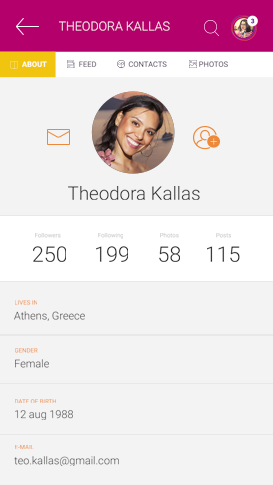 THEODORA KALLAS
3
ABOUT
FEED
CONTACTS
PHOTOS
Theodora Kallas
Followers
Following
Photos
Posts
250
199
58
115
LIVES IN
Athens, Greece
GENDER
Female
DATE OF BIRTH
12 aug 1988
E-MAIL
teo.kallas@gmail.com